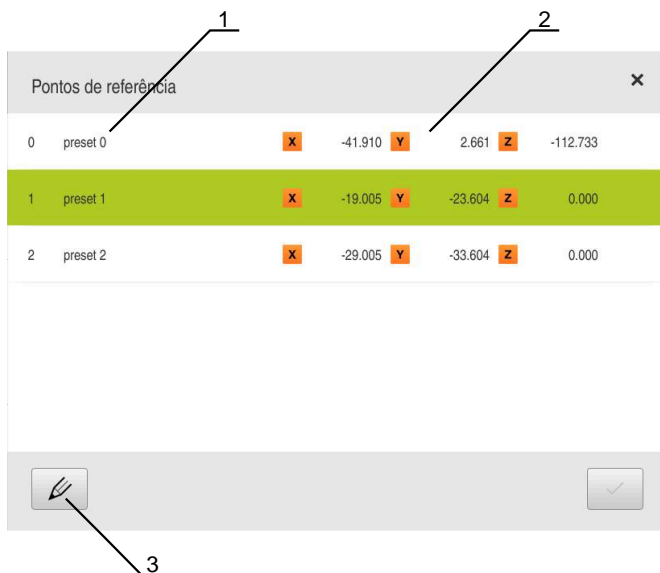 1 2
Pontos de referência ×
0 preset 0 X -41.910 Y 2.661 Z -112.733
1 preset 1 X -19.005 Y -23.604 Z 0.000
2 preset 2 X -29.005 Y -33.604 Z 0.000
3